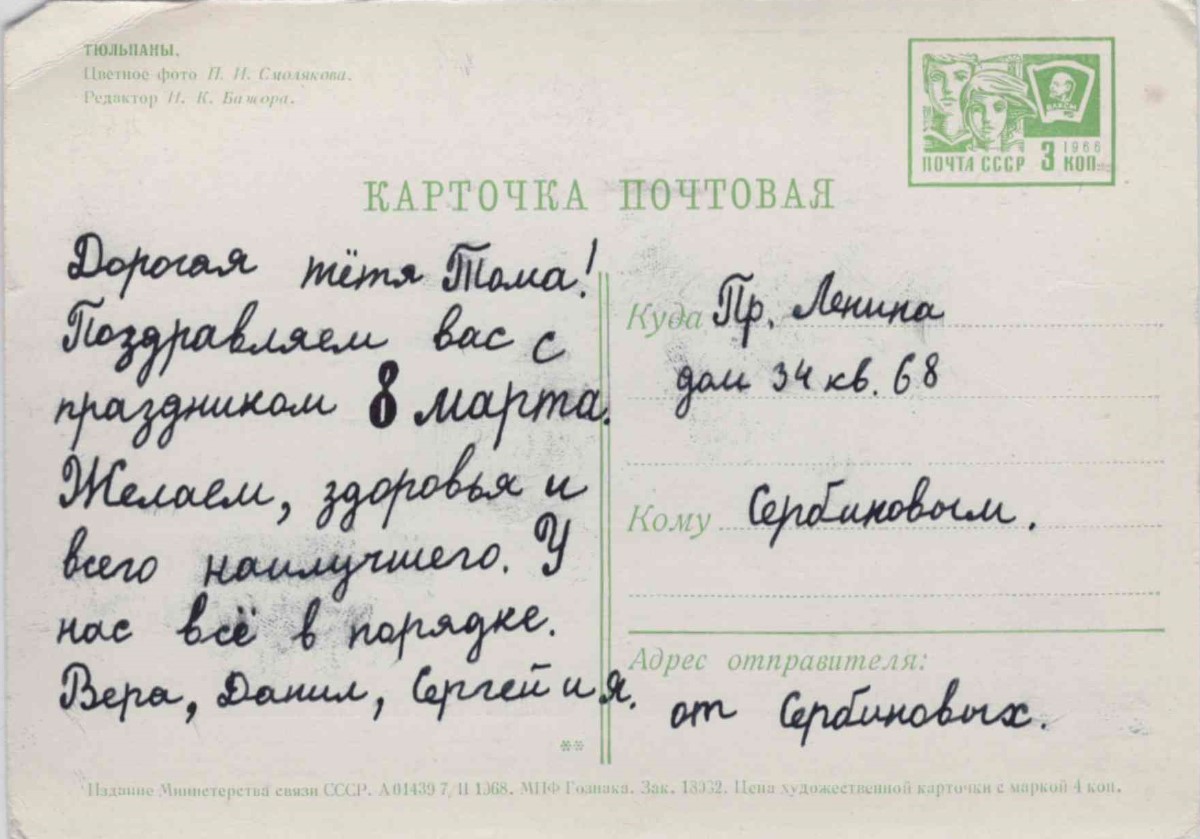 ТЮЛЬПАНЫ.
Цветное фото П. И. Смолякова.
Редактор И. К. Бажора.
ВЛКСМ
1966
ПОЧТА СССР 3 КОП.
КАРТОЧКА ПОЧТОВАЯ
Дорогая тётя Тома!
Поздравляем вас с
праздником 8 марта.
Желаем, здоровья и
всего наилучшего. У
нас всё в порядке.
Вера, Данил, Сергей и я.
Куда Пр. Ленина
дом 34 кв. 68
Кому Сербиновым.
Адрес отправителя:
от Сербиновых.
Издание Министерства связи СССР. А 01439 7/II 1968. МПФ Гознака. Зак. Цена художественной карточки с маркой 4 коп.